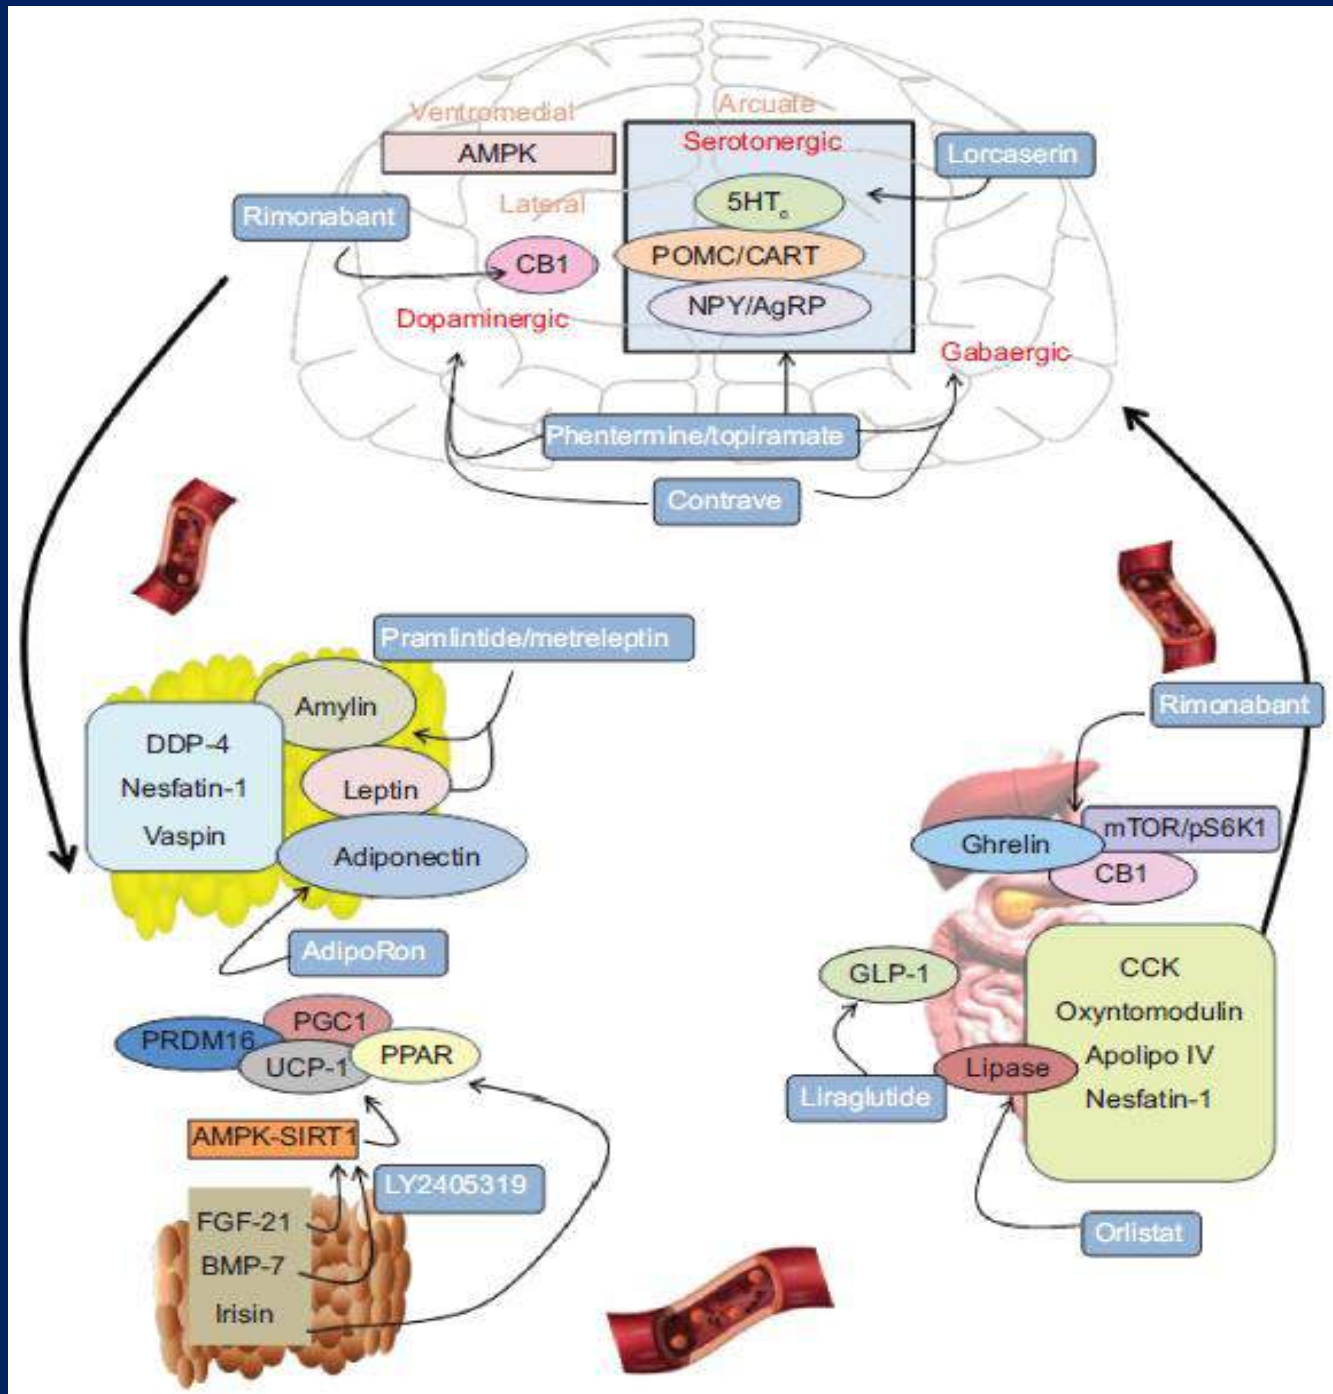 Ventromedial
Arcuate
AMPK
Serotonergic
Lorcaserin
Rimonabant
Lateral
5HTc
CB1
POMC/CART
NPY/AgRP
Dopaminergic
Gabaergic
Phentermine/topiramate
Contrave
Pramlintide/metreleptin
Amylin
DDP-4
Nesfatin-1
Vaspin
Leptin
Adiponectin
AdipoRon
Rimonabant
Ghrelin
mTOR/pS6K1
CB1
GLP-1
CCK
Oxyntomodulin
Apolipo IV
Nesfatin-1
Lipase
Liraglutide
Orlistat
PRDM16
PGC1
UCP-1
PPAR
AMPK-SIRT1
LY2405319
FGF-21
BMP-7
Irisin